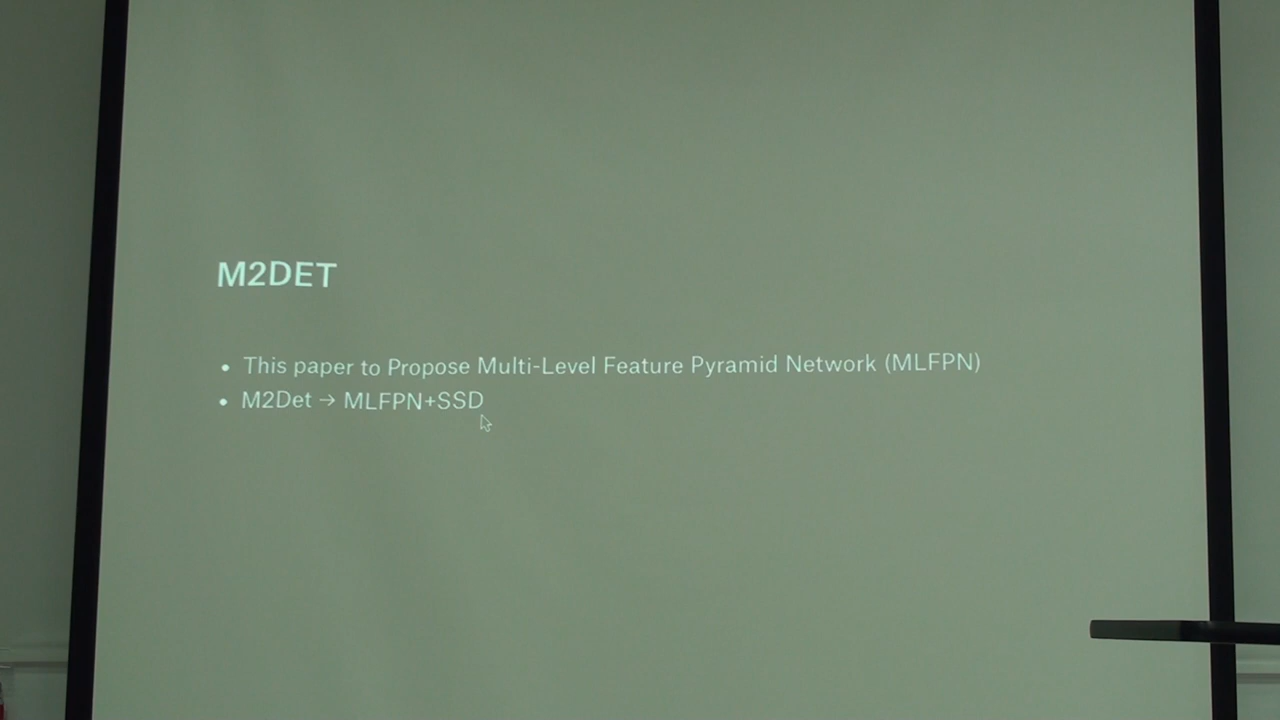 M2DET
• This paper to Propose Multi-Level Feature Pyramid Network (MLFPN)
• M2Det → MLFPN+SSD